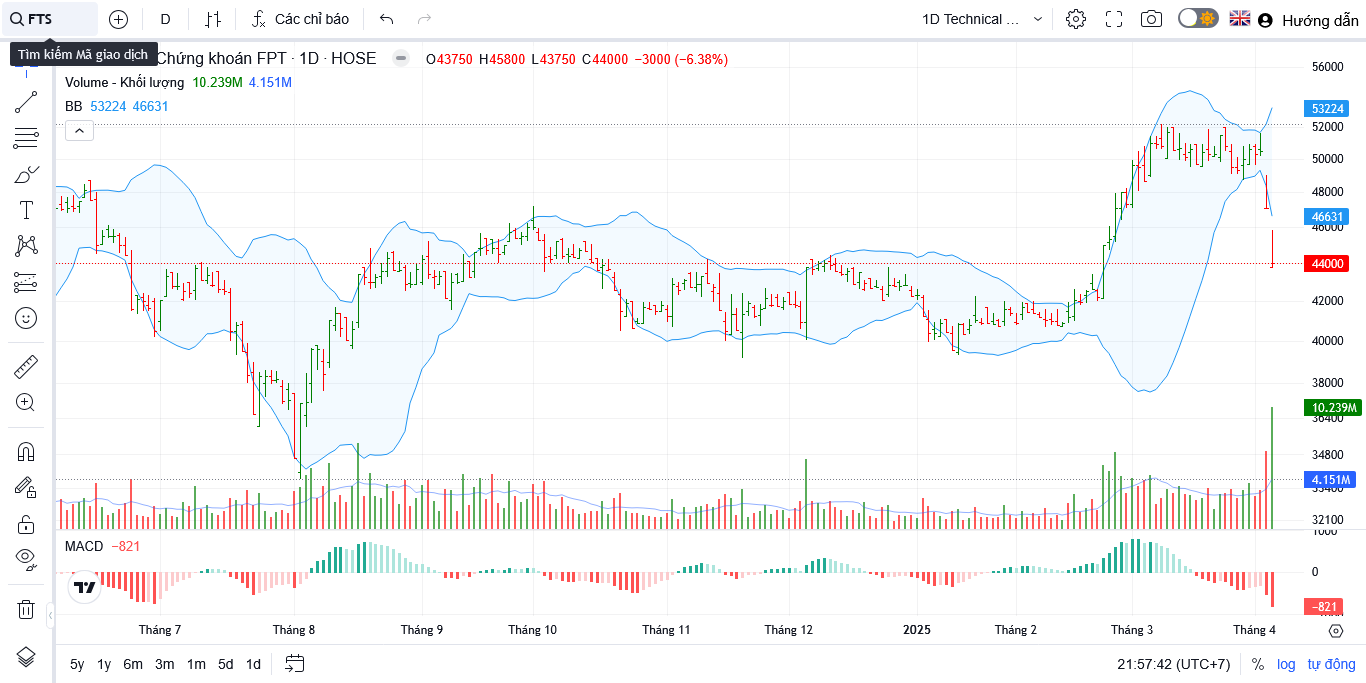 FTS D Các chỉ báo 1D Technical ... Hướng dẫn
Tìm kiếm Mã giao dịch
Chứng khoán FPT · 1D · HOSE O43750 H45800 L43750 C44000 −3000 (−6.38%)
Volume - Khối lượng 10.239M 4.151M
BB 53224 46631
56000
53224
52000
50000
48000
46631
46000
44000
42000
40000
38000
10.239M
36400
34800
4.151M
33400
32100
1000
MACD −821
0
−821
Tháng 7 Tháng 8 Tháng 9 Tháng 10 Tháng 11 Tháng 12 2025 Tháng 2 Tháng 3 Tháng 4
5y 1y 6m 3m 1m 5d 1d 21:57:42 (UTC+7) % log tự động